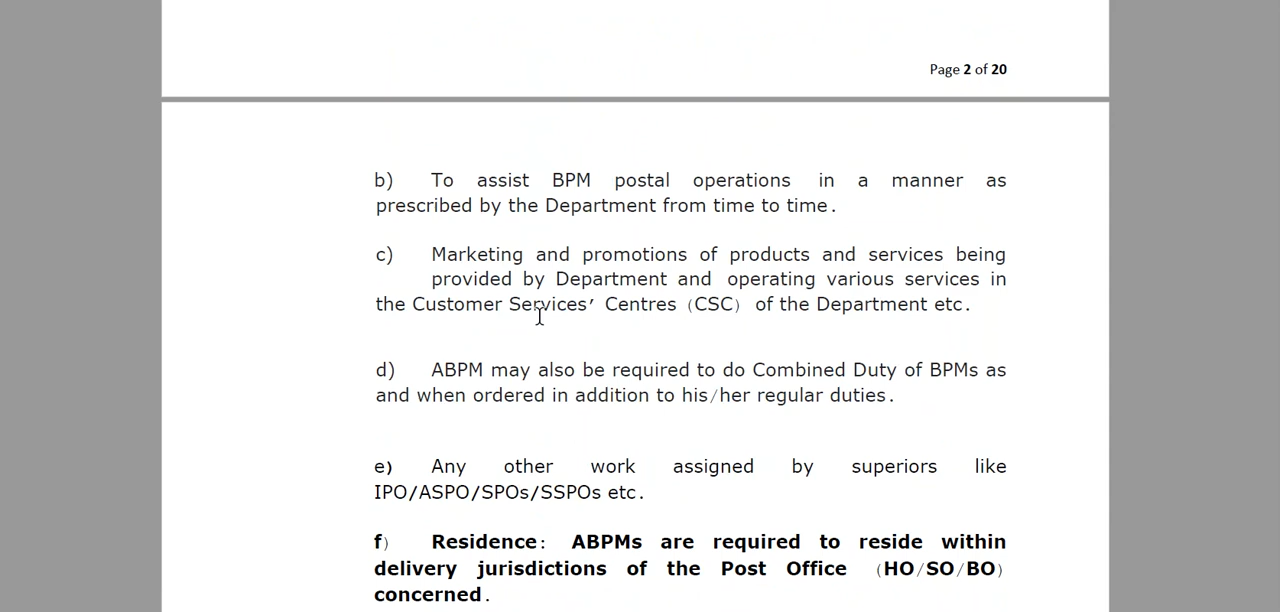 Page 2 of 20
b) To assist BPM postal operations in a manner as
prescribed by the Department from time to time.
c) Marketing and promotions of products and services being
provided by Department and operating various services in
the Customer Services’ Centres (CSC) of the Department etc.
d) ABPM may also be required to do Combined Duty of BPMs as
and when ordered in addition to his/her regular duties.
e) Any other work assigned by superiors like
IPO/ASPO/SPOs/SSPOs etc.
f) Residence: ABPMs are required to reside within
delivery jurisdictions of the Post Office (HO/SO/BO)
concerned.